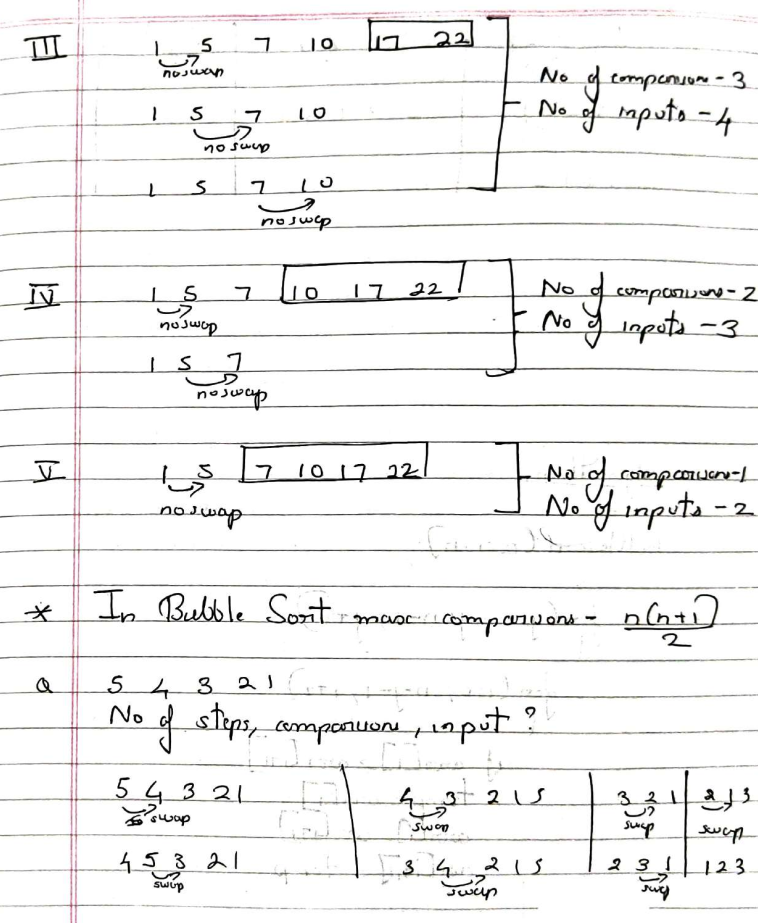 III 1 5 7 10 17 22
no swap
No of comparison - 3
1 5 7 10
No of inputs - 4
no swap
1 5 7 10
no swap
IV 1 5 7 10 17 22
No of comparisons - 2
no swap
No of inputs - 3
1 5 7
no swap
V 1 5 7 10 17 22
No of comparison - 1
no swap
No of inputs - 2
* In Bubble Sort max comparisons - n(n+1)
2
Q 5 4 3 2 1
No of steps, comparison, input ?
5 4 3 2 1 4 3 2 1 5 3 2 1 2 1 3
swap swap swap swap
4 5 3 2 1 3 4 2 1 5 2 3 1 1 2 3
swap swap swap